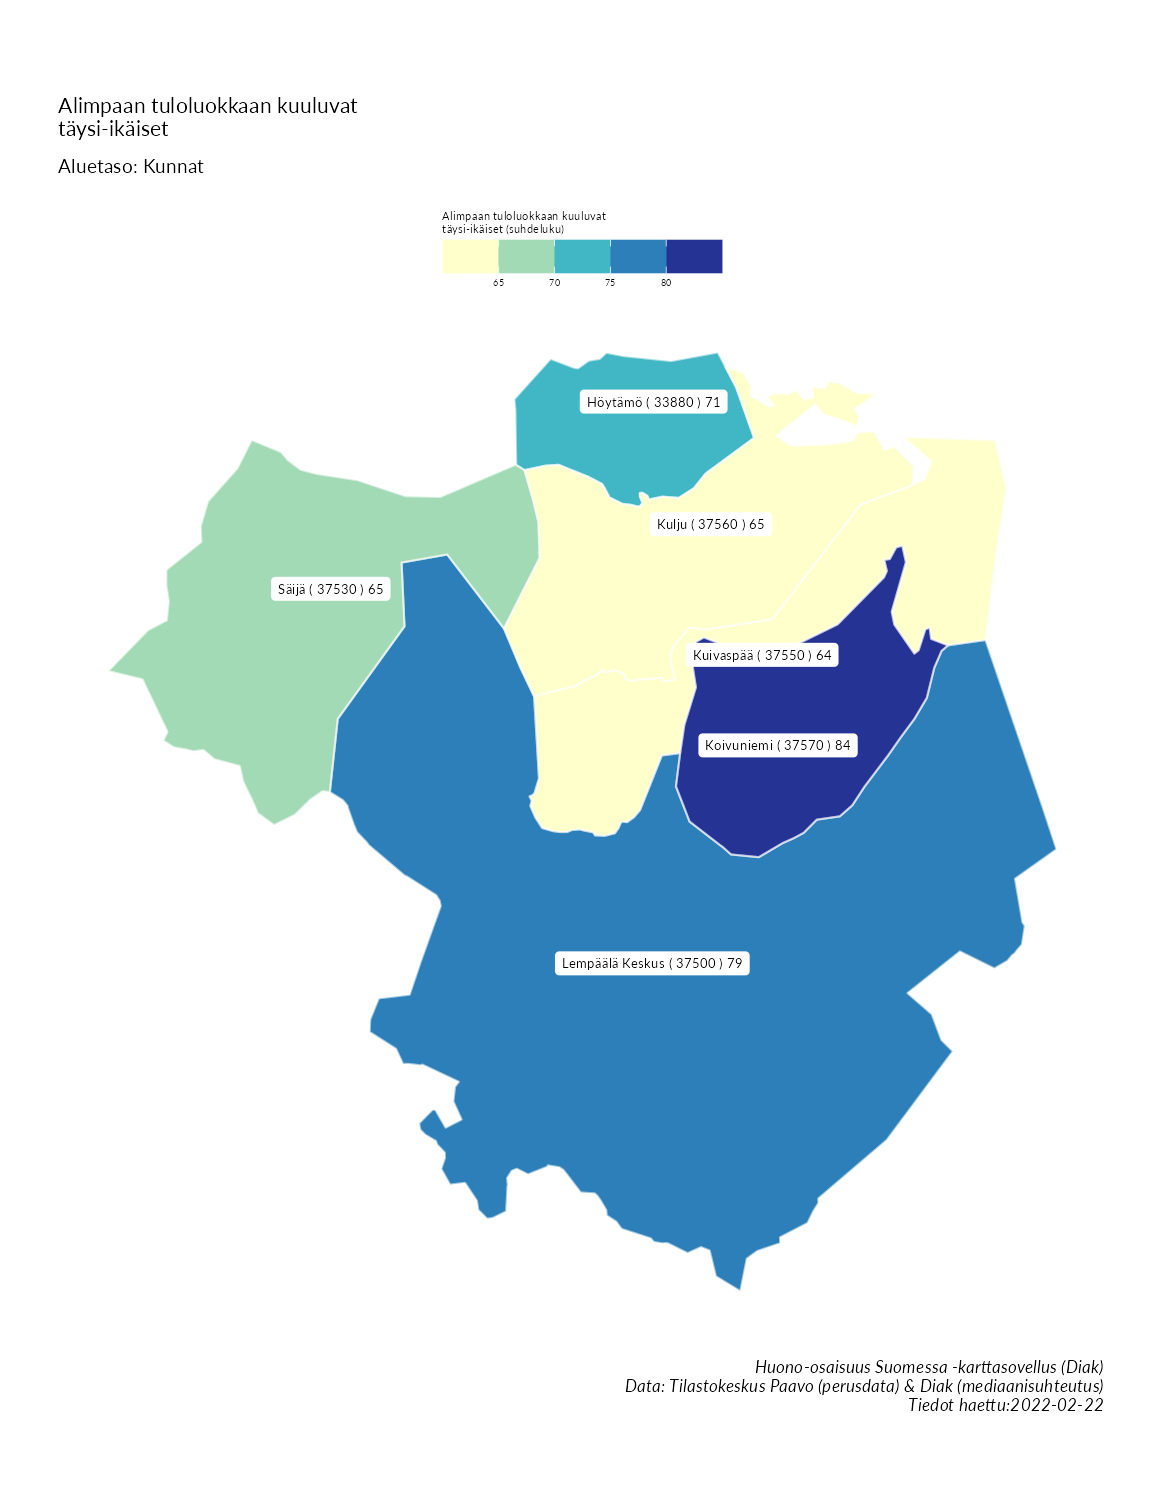 Alimpaan tuloluokkaan kuuluvat
täysi-ikäiset
Aluetaso: Kunnat
Alimpaan tuloluokkaan kuuluvat
täysi-ikäiset (suhdeluku)
65 70 75 80
Höytämö ( 33880 ) 71
Kulju ( 37560 ) 65
Säijä ( 37530 ) 65
Kuivaspää ( 37550 ) 64
Koivuniemi ( 37570 ) 84
Lempäälä Keskus ( 37500 ) 79
Huono-osaisuus Suomessa -karttasovellus (Diak)
Data: Tilastokeskus Paavo (perusdata) & Diak (mediaanisuhteutus)
Tiedot haettu:2022-02-22